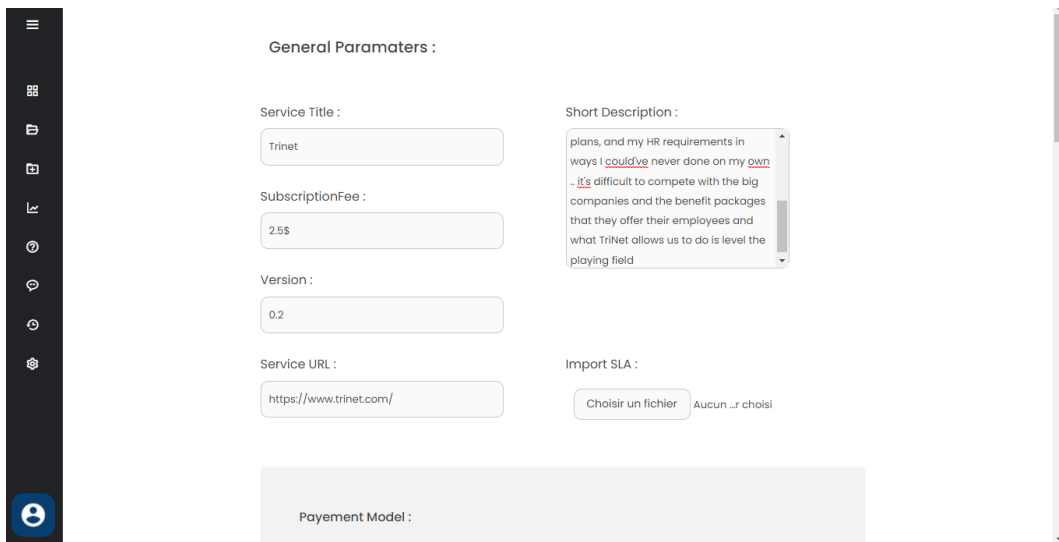 General Paramaters :
Service Title :
Trinet
SubscriptionFee :
2.5$
Version :
0.2
Service URL :
https://www.trinet.com/
Short Description :
plans, and my HR requirements in
ways I could've never done on my own
.. it's difficult to compete with the big
companies and the benefit packages
that they offer their employees and
what TriNet allows us to do is level the
playing field
Import SLA :
Choisir un fichier Aucun ...r choisi
Payement Model :